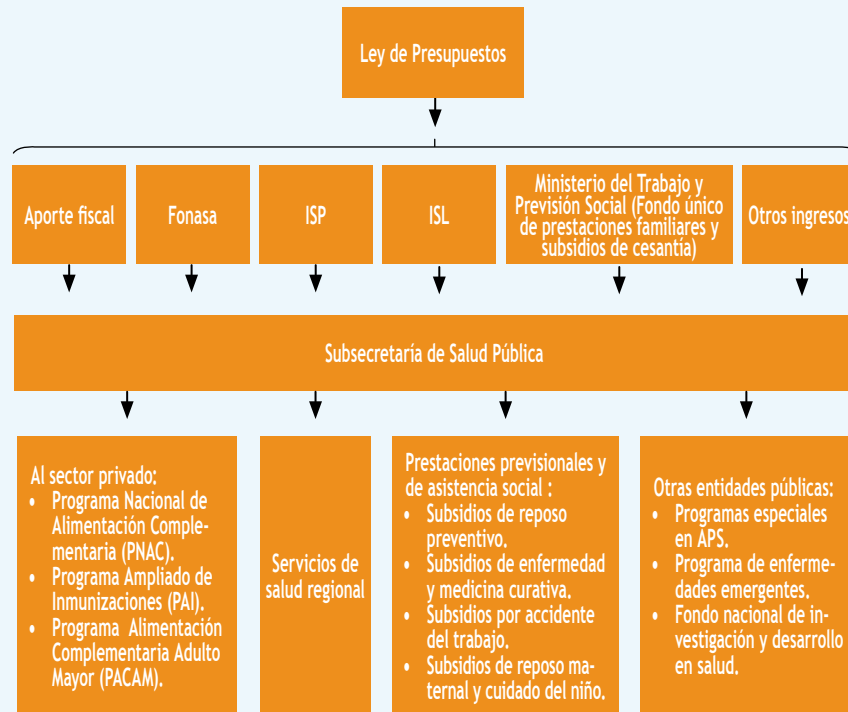 Ley de Presupuestos
Aporte fiscal
Fonasa
ISP
ISL
Ministerio del Trabajo y
Previsión Social (Fondo único
de prestaciones familiares y
subsidios de cesantía)
Otros ingresos
Subsecretaría de Salud Pública
Al sector privado:
• Programa Nacional de
Alimentación Comple-
mentaria (PNAC).
• Programa Ampliado de
Inmunizaciones (PAI).
• Programa Alimentación
Complementaria Adulto
Mayor (PACAM).
Servicios de
salud regional
Prestaciones previsionales y
de asistencia social :
• Subsidios de reposo
preventivo.
• Subsidios de enfermedad
y medicina curativa.
• Subsidios por accidente
del trabajo.
• Subsidios de reposo ma-
ternal y cuidado del niño.
Otras entidades públicas:
• Programas especiales
en APS.
• Programa de enferme-
dades emergentes.
• Fondo nacional de in-
vestigación y desarrollo
en salud.